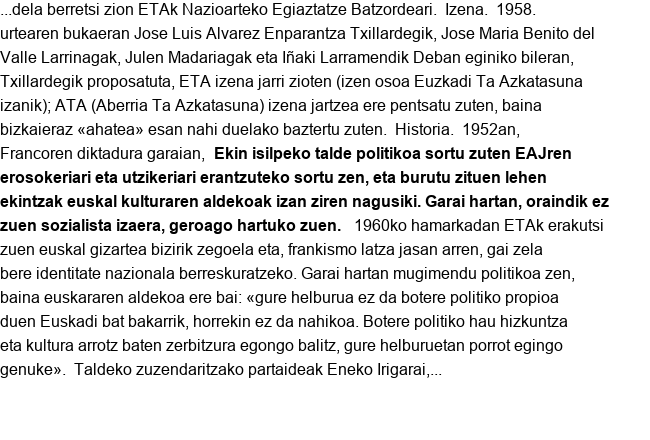 ...dela berretsi zion ETAk Nazioarteko Egiaztatze Batzordeari.  Izena.  1958.
urtearen bukaeran Jose Luis Alvarez Enparantza Txillardegik, Jose Maria Benito del
Valle Larrinagak, Julen Madariagak eta Iñaki Larramendik Deban eginiko bileran,
Txillardegik proposatuta, ETA izena jarri zioten (izen osoa Euzkadi Ta Azkatasuna
izanik); ATA (Aberria Ta Azkatasuna) izena jartzea ere pentsatu zuten, baina
bizkaieraz «ahatea» esan nahi duelako baztertu zuten.  Historia.  1952an,
Francoren diktadura garaian,  Ekin isilpeko talde politikoa sortu zuten EAJren
erosokeriari eta utzikeriari erantzuteko sortu zen, eta burutu zituen lehen
ekintzak euskal kulturaren aldekoak izan ziren nagusiki. Garai hartan, oraindik ez
zuen sozialista izaera, geroago hartuko zuen.   1960ko hamarkadan ETAk erakutsi
zuen euskal gizartea bizirik zegoela eta, frankismo latza jasan arren, gai zela
bere identitate nazionala berreskuratzeko. Garai hartan mugimendu politikoa zen,
baina euskararen aldekoa ere bai: «gure helburua ez da botere politiko propioa
duen Euskadi bat bakarrik, horrekin ez da nahikoa. Botere politiko hau hizkuntza
eta kultura arrotz baten zerbitzura egongo balitz, gure helburuetan porrot egingo
genuke».  Taldeko zuzendaritzako partaideak Eneko Irigarai,...